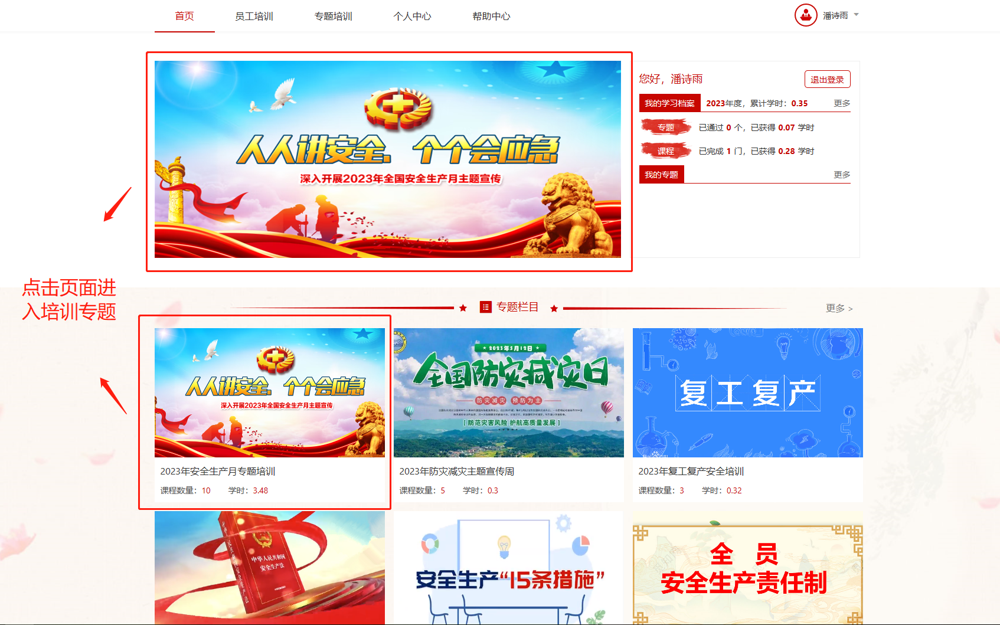 首页 员工培训 专题培训 个人中心 帮助中心 潘诗雨
人人讲安全、个个会应急
深入开展2023年全国安全生产月主题宣传
您好，潘诗雨 退出登录
我的学习档案 2023年度，累计学时：0.35 更多
专题 已通过 0 个，已获得 0.07 学时
课程 已完成 1 门，已获得 0.28 学时
我的专题 更多
点击页面进
入培训专题
专题栏目 更多 >
人人讲安全、个个会应急
深入开展2023年全国安全生产月主题宣传
2023年安全生产月专题培训
课程数量：10 学时：3.48
2023年5月12日
全国防灾减灾日
防灾减灾 预防为主
[ 防范灾害风险 护航高质量发展 ]
2023年防灾减灾主题宣传周
课程数量：5 学时：0.3
复工复产
2023年复工复产安全培训
课程数量：3 学时：0.32
中华人民共和国
安全生产法
安全生产“15条措施”
全 员
安全生产责任制